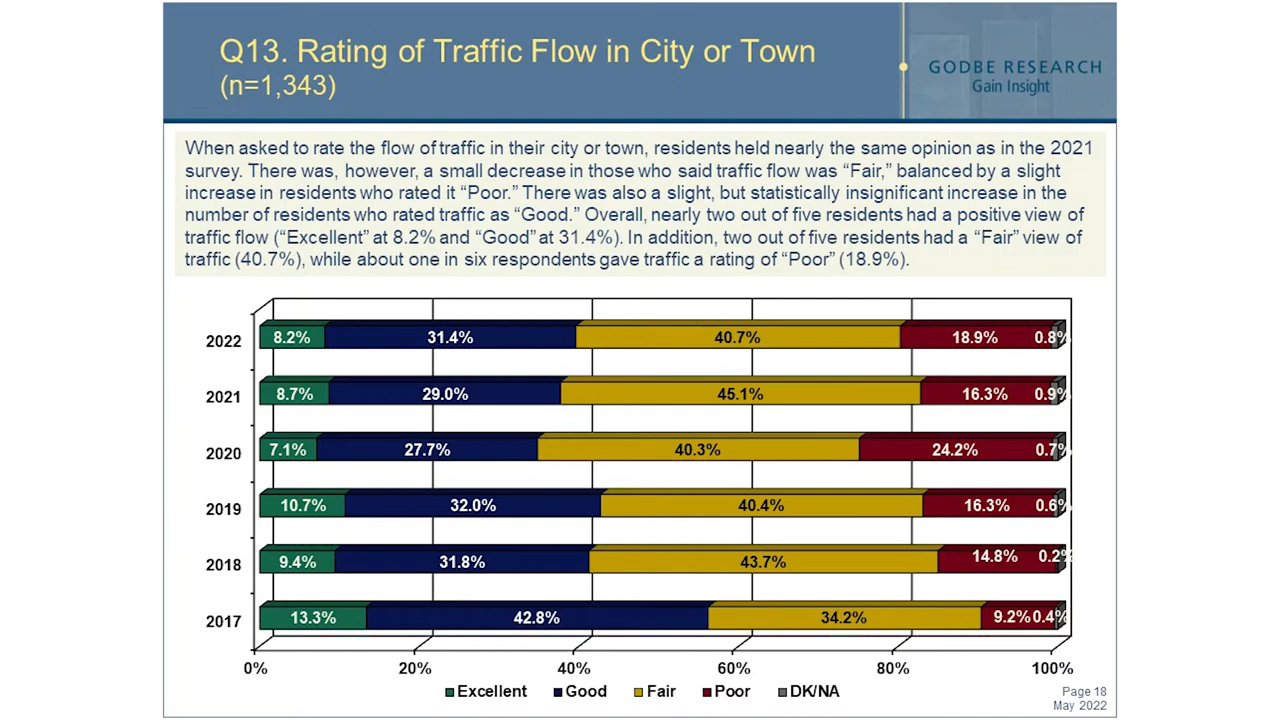 Q13. Rating of Traffic Flow in City or Town
(n=1,343)
GODBE RESEARCH
Gain Insight
When asked to rate the flow of traffic in their city or town, residents held nearly the same opinion as in the 2021
survey. There was, however, a small decrease in those who said traffic flow was “Fair,” balanced by a slight
increase in residents who rated it “Poor.” There was also a slight, but statistically insignificant increase in the
number of residents who rated traffic as “Good.” Overall, nearly two out of five residents had a positive view of
traffic flow (“Excellent” at 8.2% and “Good” at 31.4%). In addition, two out of five residents had a “Fair” view of
traffic (40.7%), while about one in six respondents gave traffic a rating of “Poor” (18.9%).
2022 8.2% 31.4% 40.7% 18.9% 0.8%
2021 8.7% 29.0% 45.1% 16.3% 0.9%
2020 7.1% 27.7% 40.3% 24.2% 0.7%
2019 10.7% 32.0% 40.4% 16.3% 0.6%
2018 9.4% 31.8% 43.7% 14.8% 0.2%
2017 13.3% 42.8% 34.2% 9.2% 0.4%
0% 20% 40% 60% 80% 100%
Excellent Good Fair Poor DK/NA
Page 18
May 2022